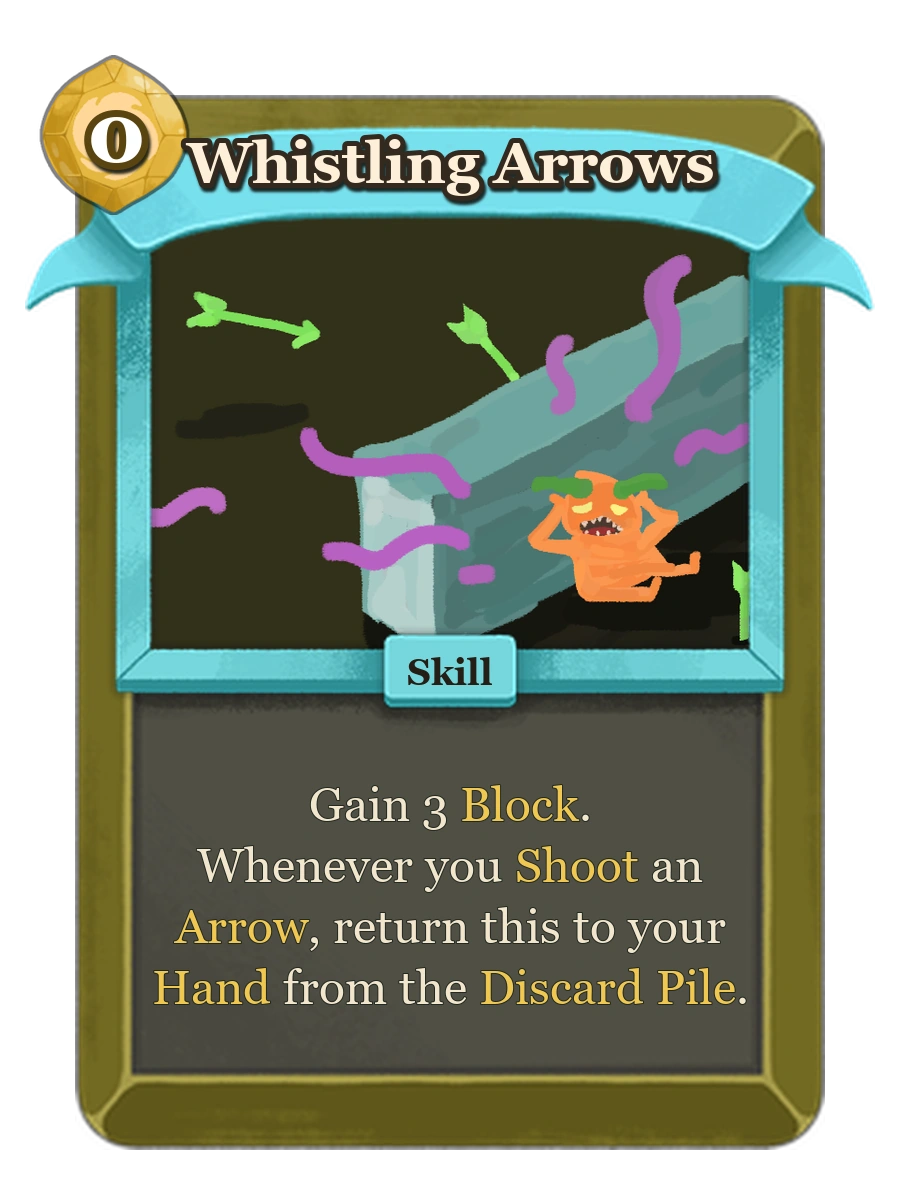 0
Whistling Arrows
Skill
Gain 3 Block.
Whenever you Shoot an
Arrow, return this to your
Hand from the Discard Pile.